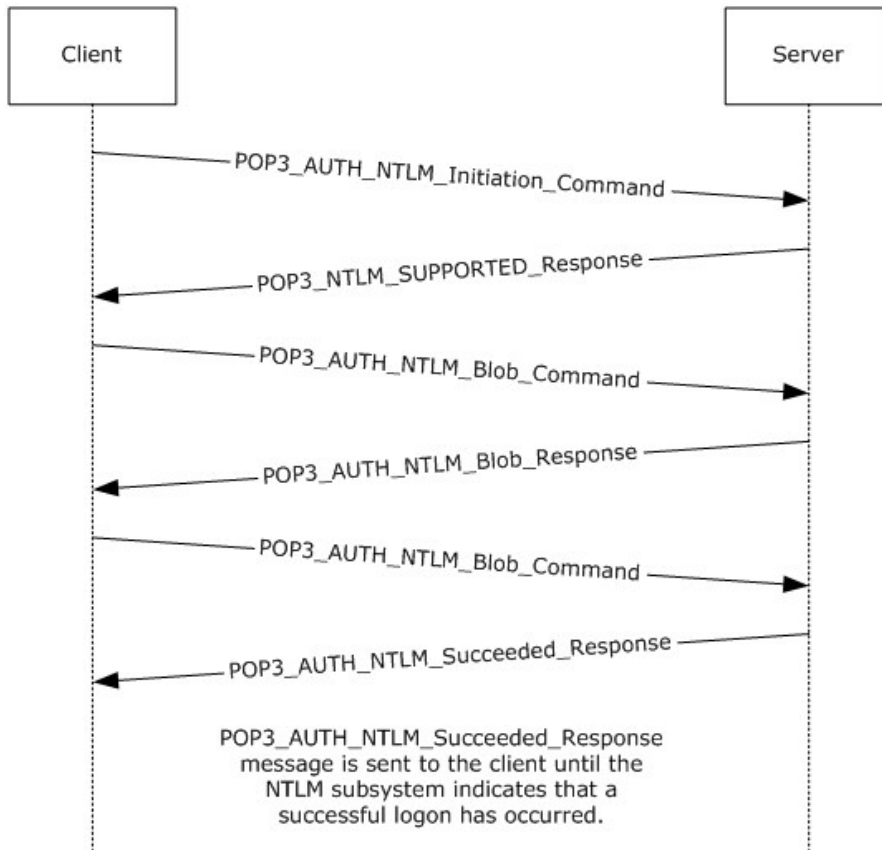 Client
Server
POP3_AUTH_NTLM_Initiation_Command
POP3_NTLM_SUPPORTED_Response
POP3_AUTH_NTLM_Blob_Command
POP3_AUTH_NTLM_Blob_Response
POP3_AUTH_NTLM_Blob_Command
POP3_AUTH_NTLM_Succeeded_Response
POP3_AUTH_NTLM_Succeeded_Response
message is sent to the client until the
NTLM subsystem indicates that a
successful logon has occurred.